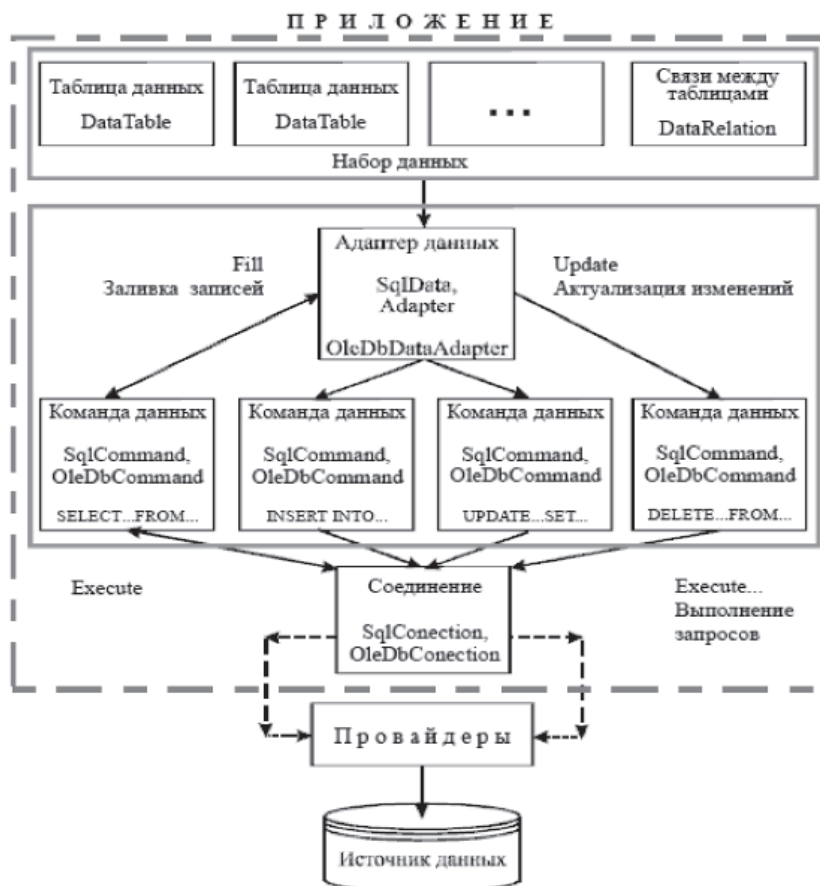 ПРИЛОЖЕНИЕ
Таблица данных
DataTable
Таблица данных
DataTable
...
Связи между
таблицами
DataRelation
Набор данных
Адаптер данных
SqlData,
Adapter
OleDbDataAdapter
Fill
Заливка записей
Update
Актуализация изменений
Команда данных
SqlCommand,
OleDbCommand
SELECT...FROM...
Команда данных
SqlCommand,
OleDbCommand
INSERT INTO...
Команда данных
SqlCommand,
OleDbCommand
UPDATE...SET...
Команда данных
SqlCommand,
OleDbCommand
DELETE...FROM...
Execute
Соединение
SqlConection,
OleDbConection
Execute...
Выполнение
запросов
Провайдеры
Источник данных